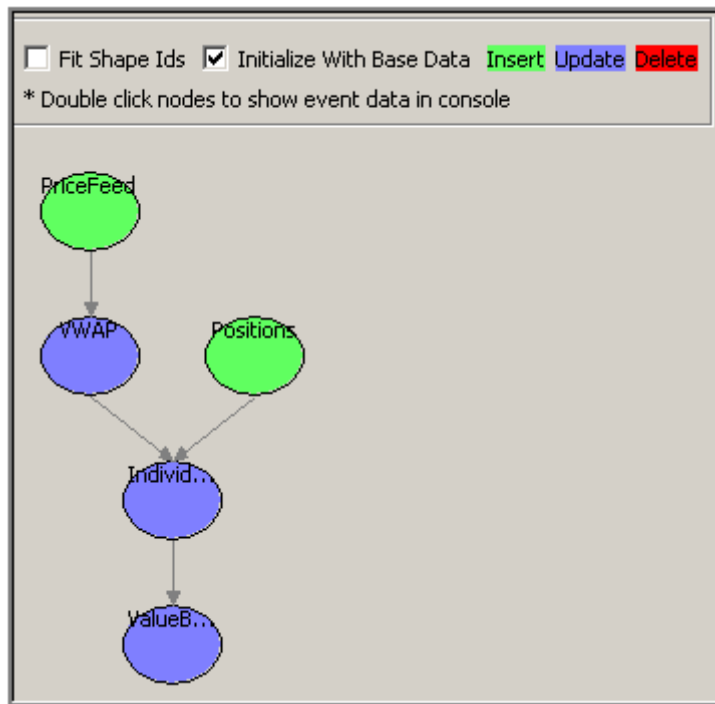 Fit Shape Ids Initialize With Base Data Insert Update Delete
* Double click nodes to show event data in console
PriceFeed
VWAP Positions
Individ...
ValueB...